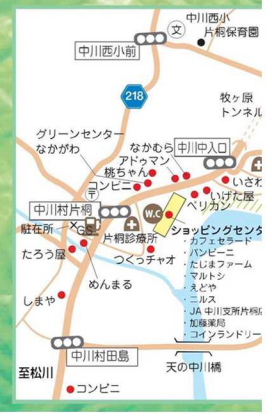 中川西小
文
片桐保育園
中川西小前
218
牧ヶ原
トンネル
グリーンセンター
なかがわ
なかむら
中川中入口
アドゥマン
桃ちゃん
コンビニ
いさわ
いけだ屋
ペリカン
〒
中川村片桐
W.C
駐在所
GS
片桐診療所
ショッピングセンタ
・カフェセラード
・バンビーニ
・たじまファーム
・マルトシ
・えどや
・ニルス
・JA 中川支所片桐店
・加藤薬局
・コインランドリー
たろう屋
つくっチャオ
めんまる
しまや
中川村田島
至松川
天の中川橋
コンビニ